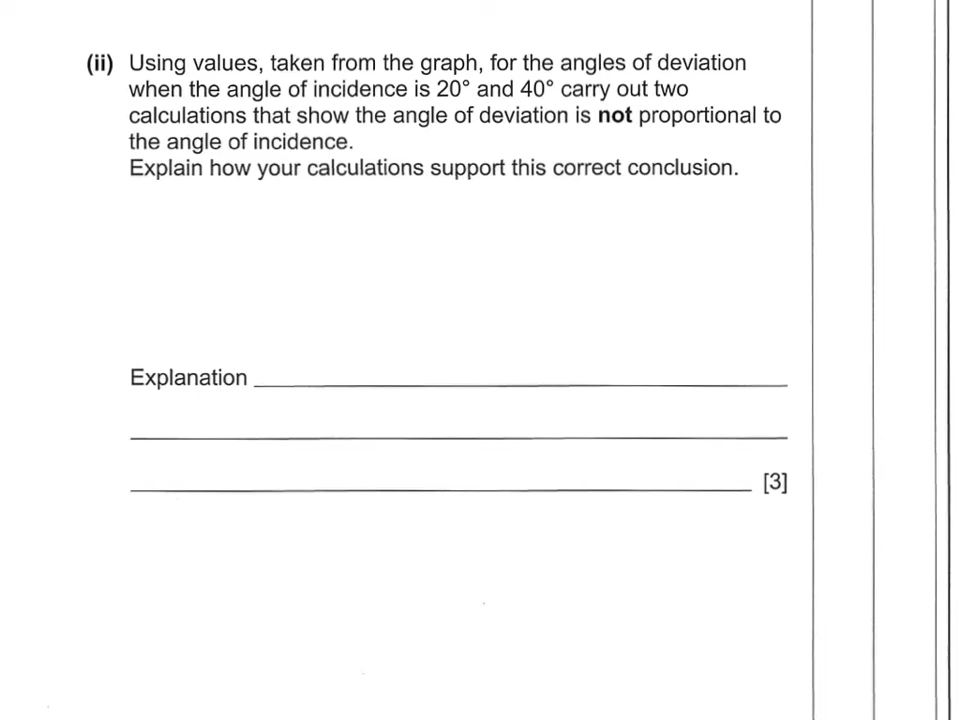 (ii) Using values, taken from the graph, for the angles of deviation
when the angle of incidence is 20° and 40° carry out two
calculations that show the angle of deviation is not proportional to
the angle of incidence.
Explain how your calculations support this correct conclusion.
Explanation
[3]